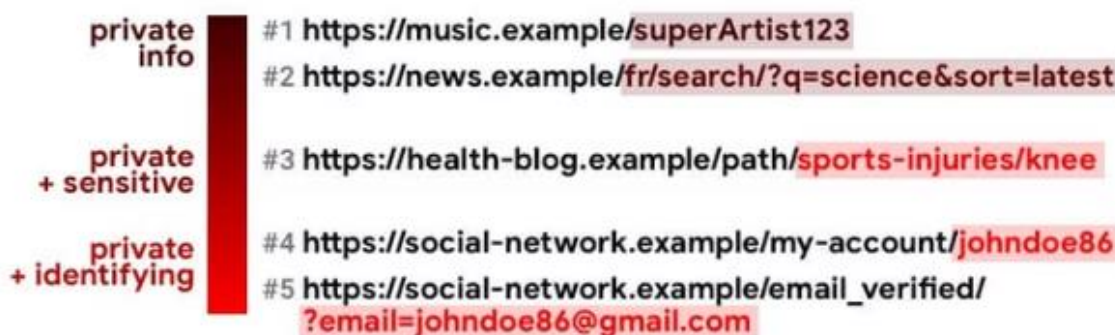 private
info
#1 https://music.example/superArtist123
#2 https://news.example/fr/search/?q=science&sort=latest
private
+ sensitive
#3 https://health-blog.example/path/sports-injuries/knee
private
+ identifying
#4 https://social-network.example/my-account/johndoe86
#5 https://social-network.example/email_verified/
?email=johndoe86@gmail.com